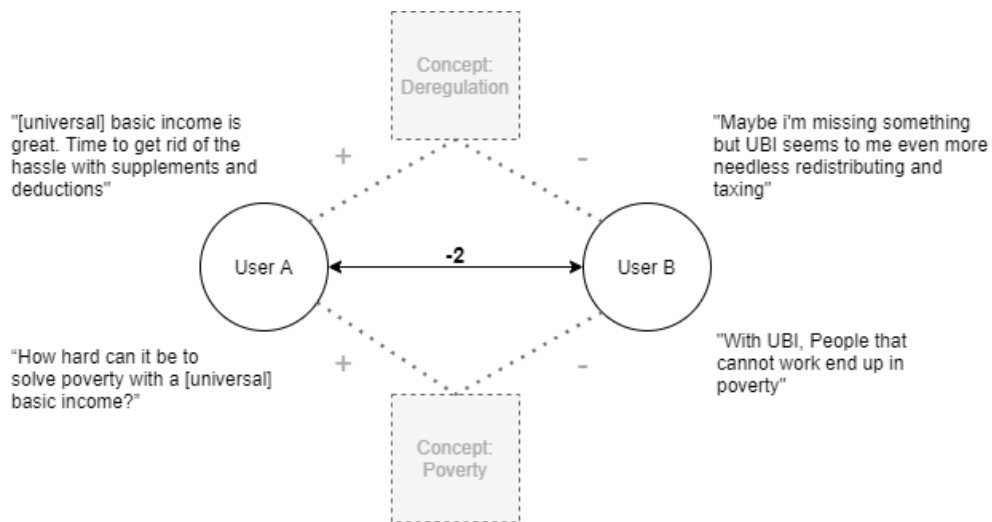 Concept:
Deregulation
"[universal] basic income is
great. Time to get rid of the
hassle with supplements and
deductions"
"Maybe i'm missing something
but UBI seems to me even more
needless redistributing and
taxing"
+
-
User A
-2
User B
"How hard can it be to
solve poverty with a [universal]
basic income?"
"With UBI, People that
cannot work end up in
poverty"
+
-
Concept:
Poverty